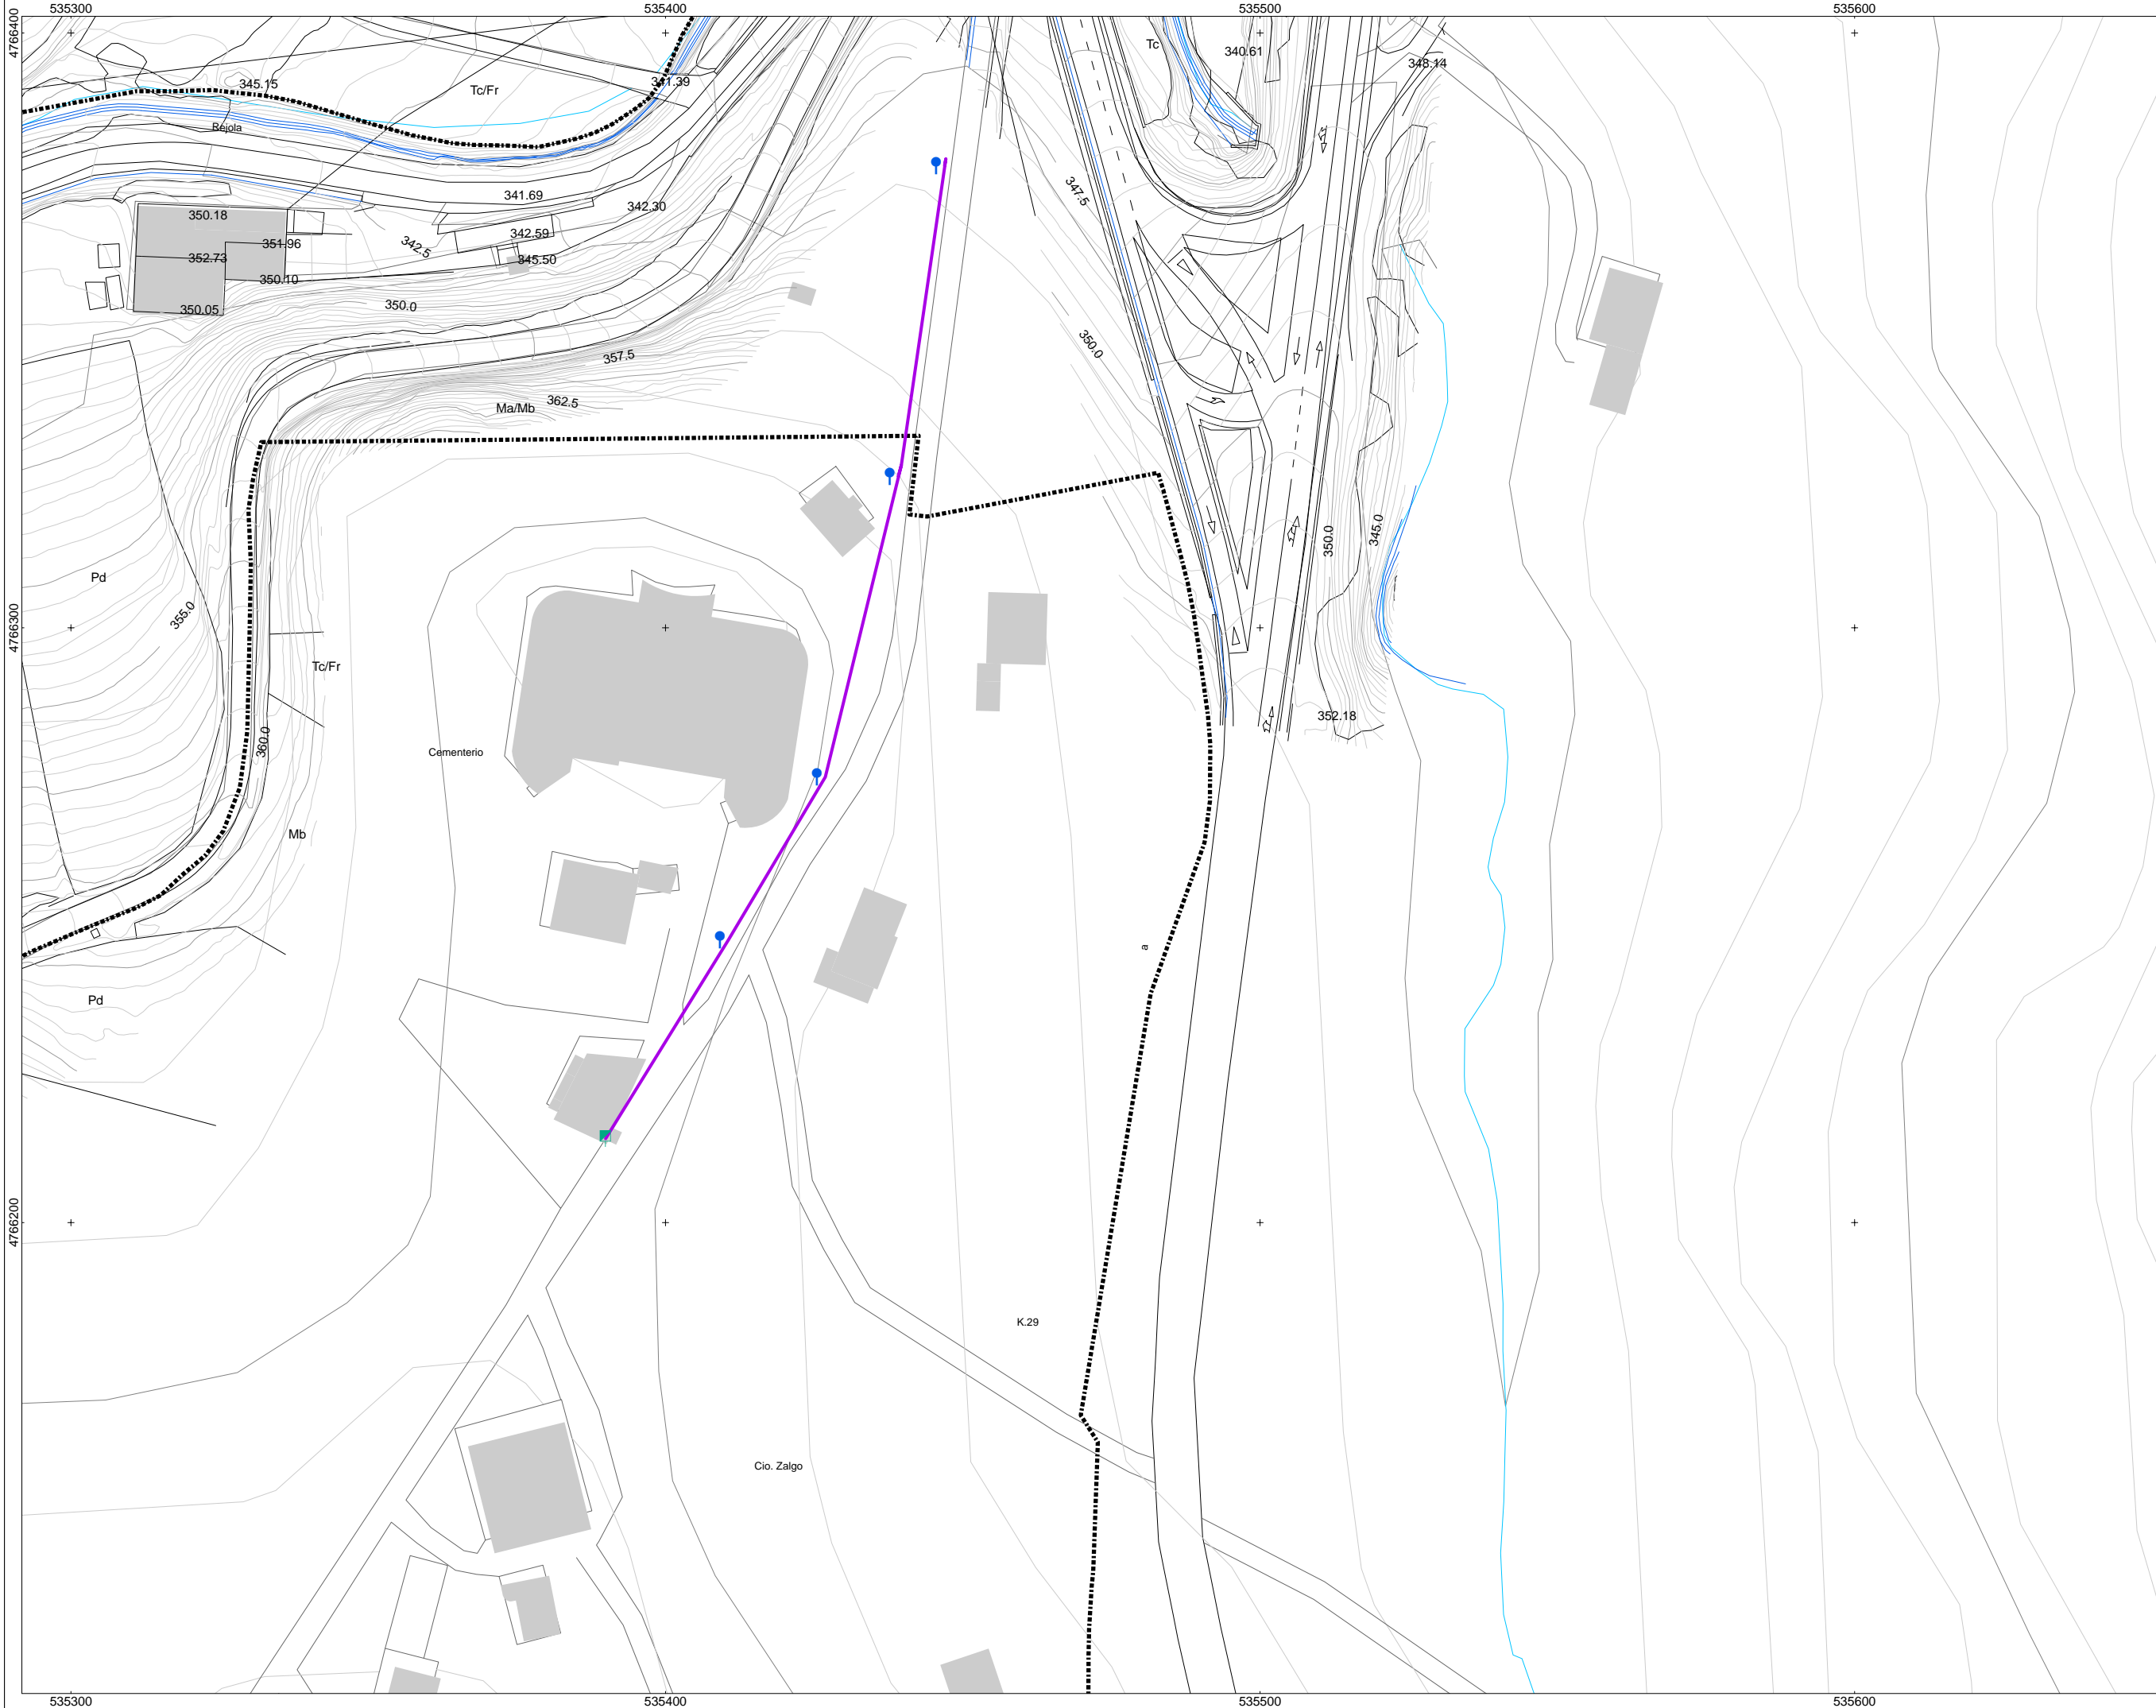 535300 535400 535500 535600
4766400
Tc
340.61
348.14
345.15
Tc/Fr
341.39
Rejola
341.69
342.30
347.5
350.18
351.96
342.5
342.59
352.73
345.50
350.10
350.05
350.0
350.0
357.5
362.5
Ma/Mb
350.0
345.0
Pd
355.0
4766300
Tc/Fr
360.0
Cementerio
352.18
Mb
a
Pd
4766200
K.29
Cio. Zalgo
535300 535400 535500 535600